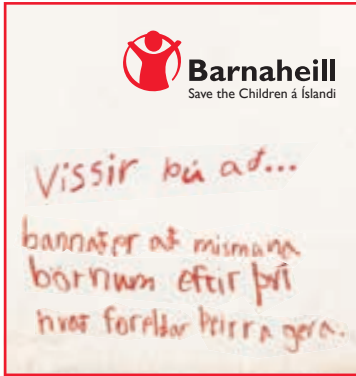 Barnaheill
Save the Children á Íslandi
Vissir þú að...
bannað er að mismuna
börnum eftir því
hvað foreldar þeirra gera.